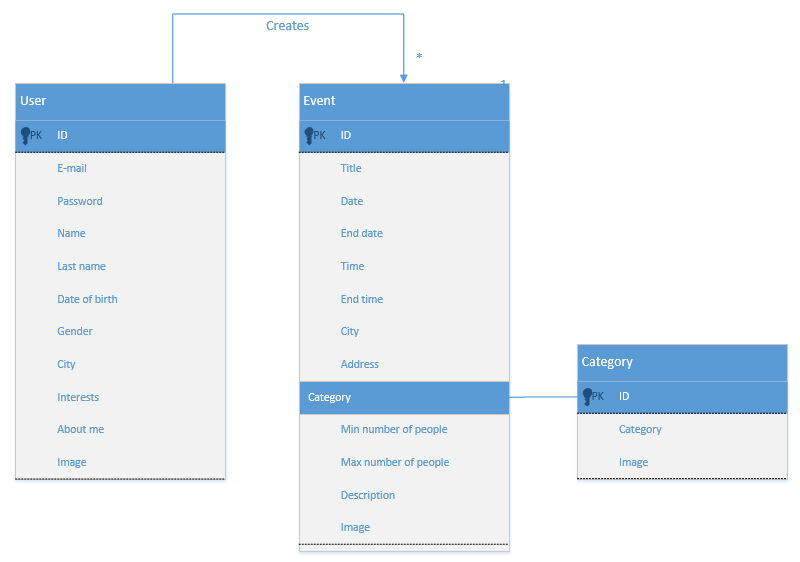 Creates
*
1
User
PK ID
E-mail
Password
Name
Last name
Date of birth
Gender
City
Interests
About me
Image
Event
PK ID
Title
Date
End date
Time
End time
City
Address
Category
Min number of people
Max number of people
Description
Image
Category
PK ID
Category
Image